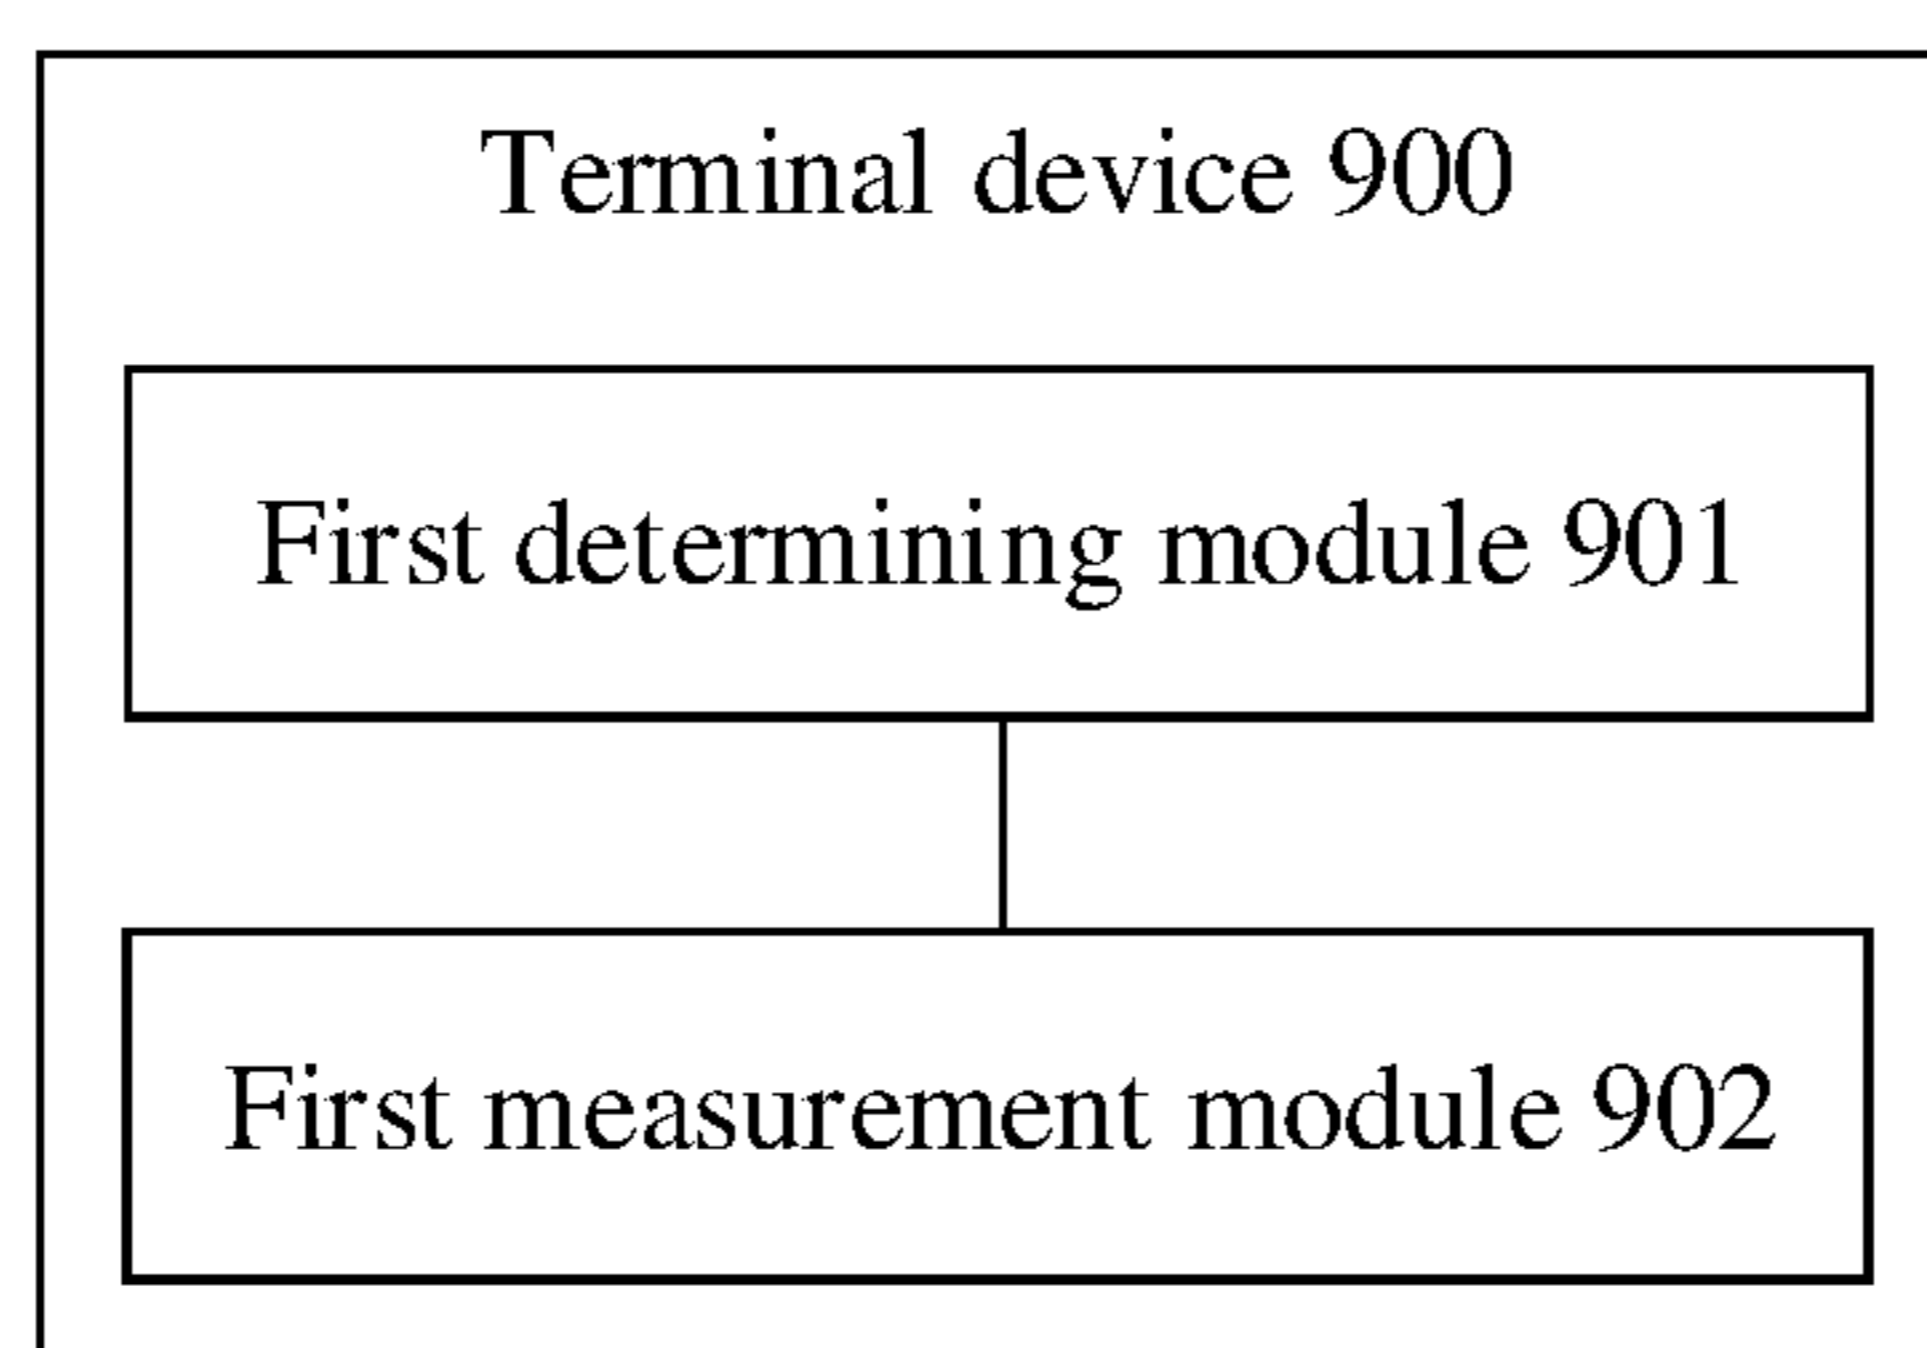 Terminal device 900
First determining module 901
First measurement module 902